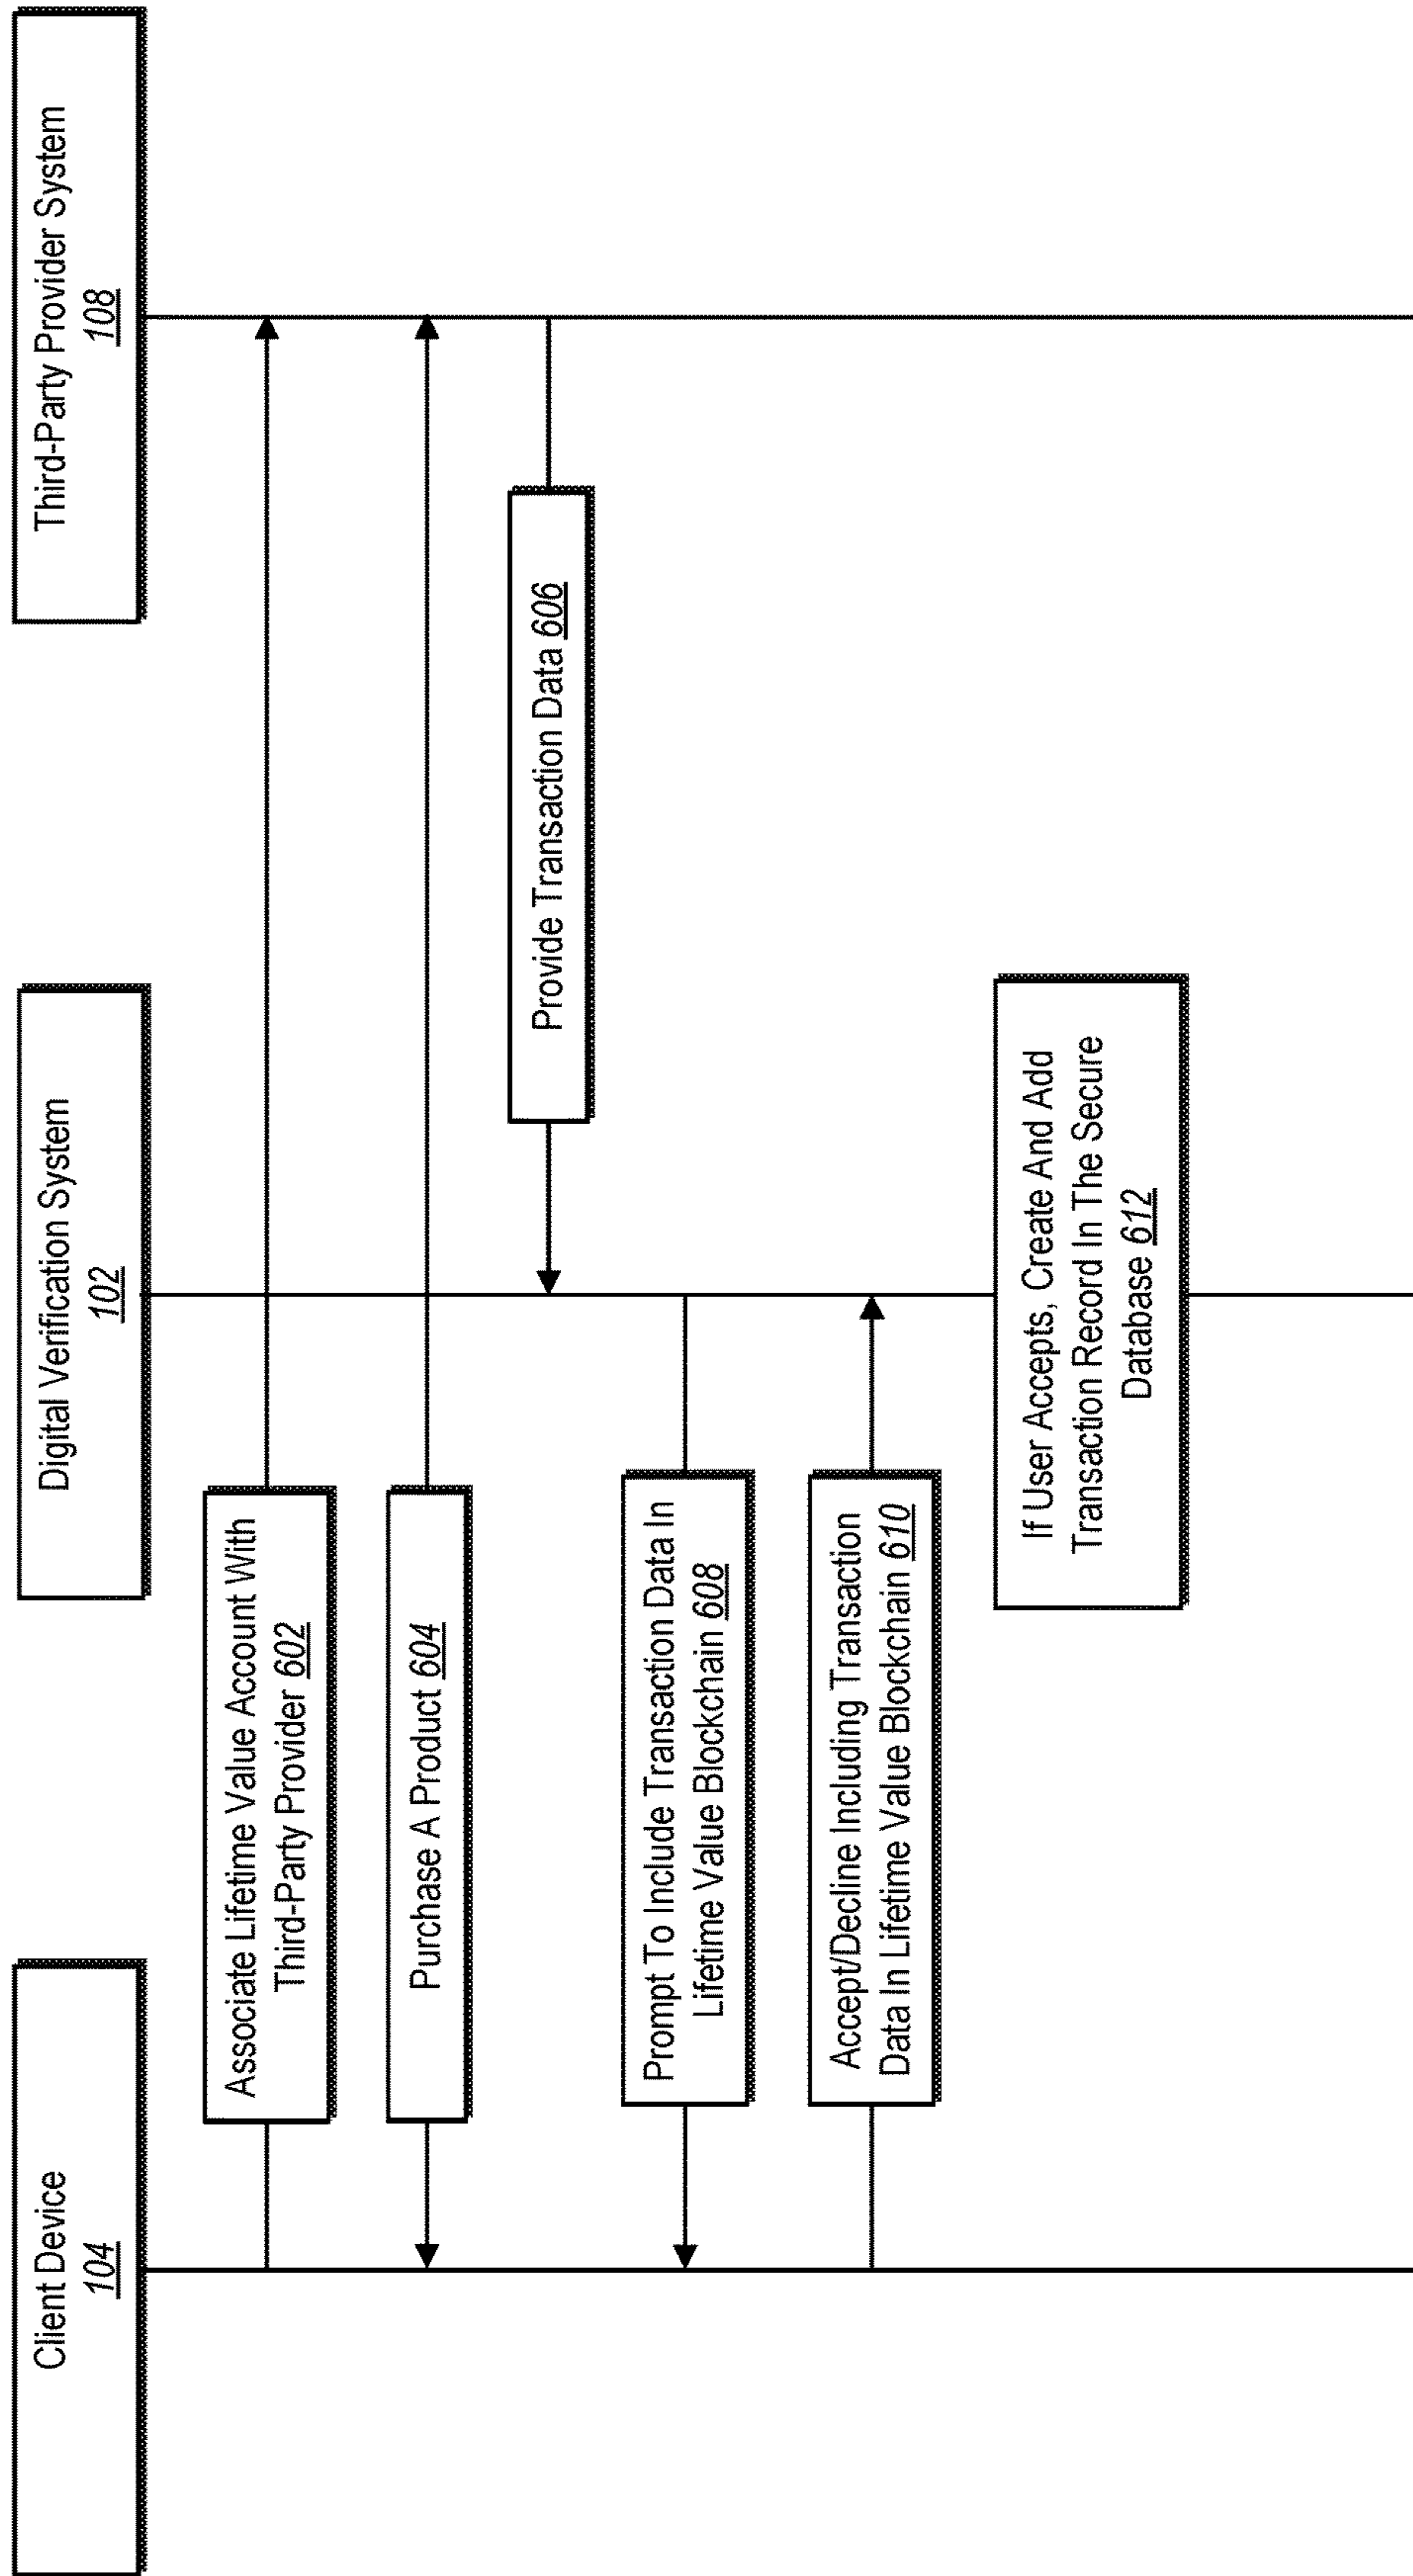 Client Device
104
Digital Verification System
102
Third-Party Provider System
108
Associate Lifetime Value Account With
Third-Party Provider 602
Purchase A Product 604
Provide Transaction Data 606
Prompt To Include Transaction Data In
Lifetime Value Blockchain 608
Accept/Decline Including Transaction
Data In Lifetime Value Blockchain 610
If User Accepts, Create And Add
Transaction Record In The Secure
Database 612